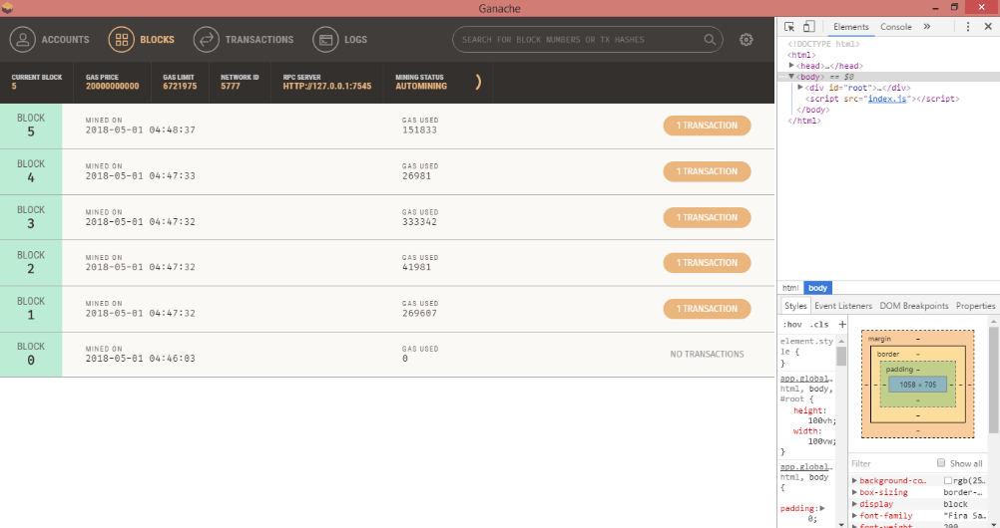 Ganache
ACCOUNTS BLOCKS TRANSACTIONS LOGS SEARCH FOR BLOCK NUMBERS OR TX HASHES
CURRENT BLOCK GAS PRICE GAS LIMIT NETWORK ID RPC SERVER MINING STATUS
5 20000000000 6721975 5777 HTTP://127.0.0.1:7545 AUTOMINING
BLOCK MINED ON GAS USED
5 2018-05-01 04:48:37 151833 1 TRANSACTION
BLOCK MINED ON GAS USED
4 2018-05-01 04:47:33 26981 1 TRANSACTION
BLOCK MINED ON GAS USED
3 2018-05-01 04:47:32 333342 1 TRANSACTION
BLOCK MINED ON GAS USED
2 2018-05-01 04:47:32 41981 1 TRANSACTION
BLOCK MINED ON GAS USED
1 2018-05-01 04:47:32 269607 1 TRANSACTION
BLOCK MINED ON GAS USED
0 2018-05-01 04:46:03 0 NO TRANSACTIONS
Elements Console »
<!DOCTYPE html>
<html>
<head>…</head>
<body> == $0
<div id="root">…</div>
<script src="index.js"></script>
</body>
</html>
html body
Styles Event Listeners DOM Breakpoints Properties
:hov .cls +
element.sty
le {
}
app.global…
html, body,
#root {
height:
100vh;
width:
100vw;
}
app.global…
html, body
{
padding:
0;
margin –
border –
padding –
1058 × 705
Filter Show all
background-co… rgb(25…
box-sizing border-…
display block
font-family "Fira Sa…
font-weight 300